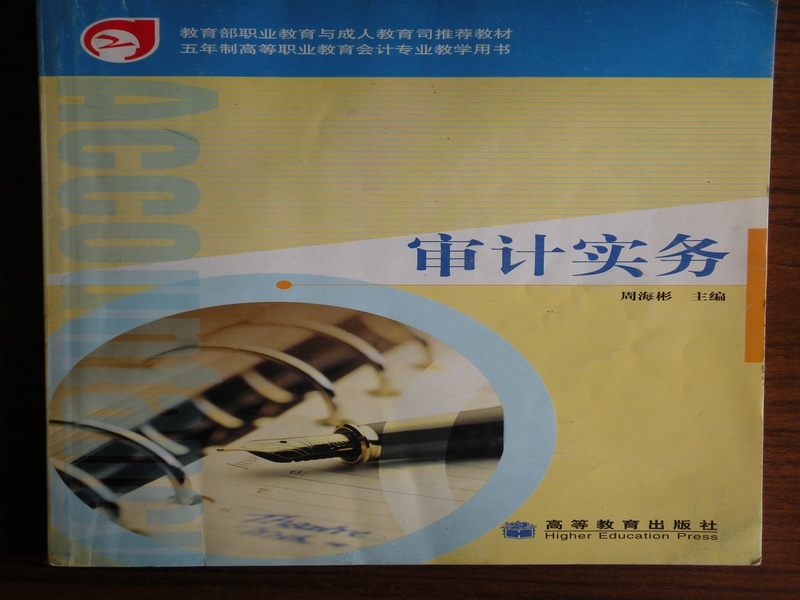 教育部职业教育与成人教育司推荐教材
五年制高等职业教育会计专业教学用书
Accountancy
审计实务
周海彬 主编
高等教育出版社
Higher Education Press